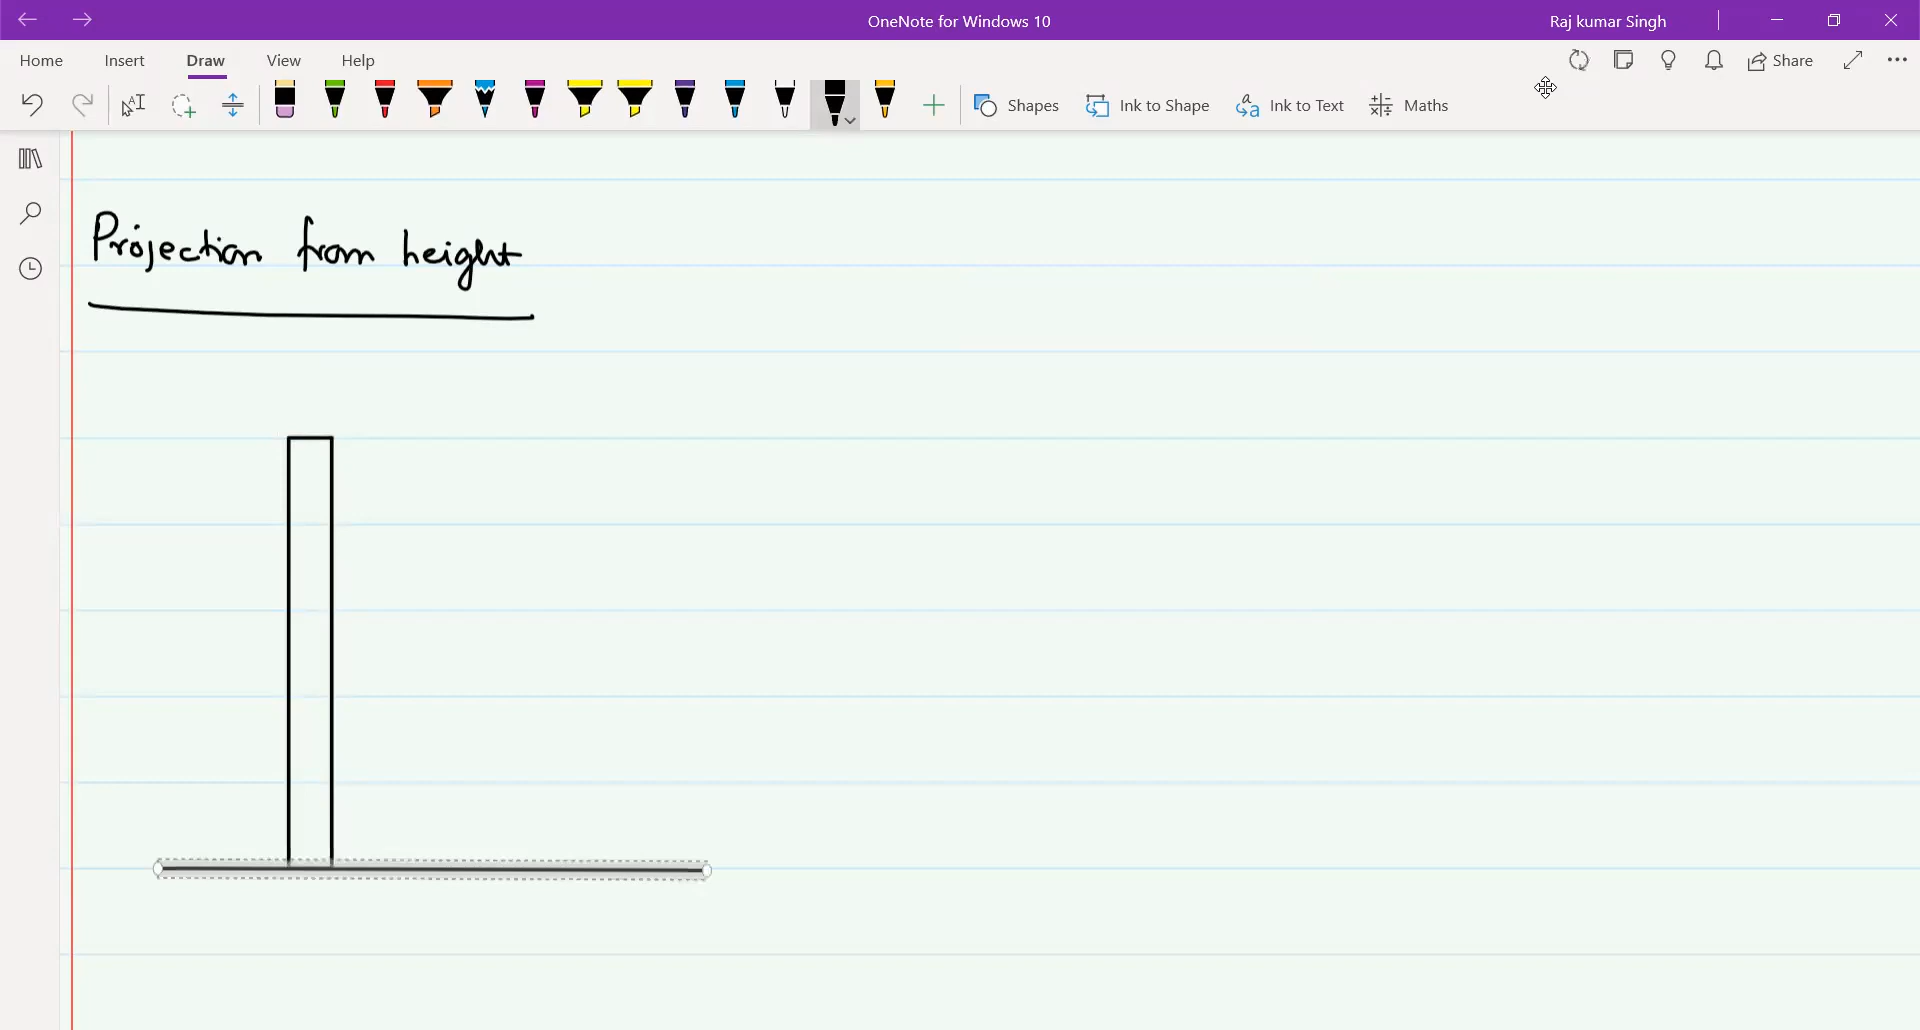 OneNote for Windows 10
Raj kumar Singh
Home Insert Draw View Help
Share
Shapes Ink to Shape Ink to Text Maths
Projection from height